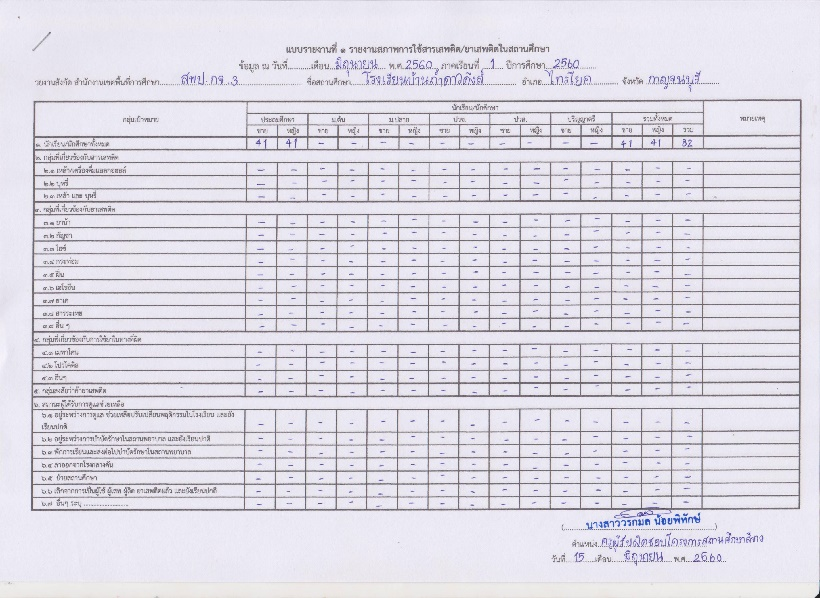 แบบรายงานที่ ๑ รายงานสภาพการใช้สารเสพติด/ยาเสพติดในสถานศึกษา
ข้อมูล ณ วันที่..........เดือน มิถุนายน พ.ศ. 2560 ภาคเรียนที่ 1 ปีการศึกษา 2560
รายงานสังกัด สำนักงานเขตพื้นที่การศึกษา สพป.กจ.3 ชื่อสถานศึกษา โรงเรียนบ้านถ้ำดาวดึงส์ อำเภอ ไทรโยค จังหวัด กาญจนบุรี
กลุ่มเป้าหมาย นักเรียน/นักศึกษา หมายเหตุ
ประถมศึกษา ม.ต้น ม.ปลาย ปวช. ปวส. ปริญญาตรี รวมทั้งหมด
ชาย หญิง ชาย หญิง ชาย หญิง ชาย หญิง ชาย หญิง ชาย หญิง ชาย หญิง รวม
๑. นักเรียน/นักศึกษาทั้งหมด 41 41 - - - - - - - - - - 41 41 82
๒. กลุ่มที่เกี่ยวข้องกับสารเสพติด
๒.๑ เหล้า/เครื่องดื่มแอลกอฮอล์ - - - - - - - - - - - - - - -
๒.๒ บุหรี่ - - - - - - - - - - - - - - -
๒.๓ เหล้า และ บุหรี่ - - - - - - - - - - - - - - -
๓. กลุ่มที่เกี่ยวข้องกับยาเสพติด
๓.๑ ยาบ้า - - - - - - - - - - - - - - -
๓.๒ กัญชา - - - - - - - - - - - - - - -
๓.๓ ไอซ์ - - - - - - - - - - - - - - -
๓.๔ กระท่อม - - - - - - - - - - - - - - -
๓.๕ ฝิ่น - - - - - - - - - - - - - - -
๓.๖ เฮโรอีน - - - - - - - - - - - - - - -
๓.๗ ยาเค - - - - - - - - - - - - - - -
๓.๘ สารระเหย - - - - - - - - - - - - - - -
๓.๙ อื่น ๆ - - - - - - - - - - - - - - -
๔. กลุ่มที่เกี่ยวข้องกับการใช้ยาในทางที่ผิด
- - - - - - - - - - - - - - -
๔.๒ โปรโคดิล - - - - - - - - - - - - - - -
๔.๓ อื่นๆ - - - - - - - - - - - - - - -
๕. กลุ่มสงสัยว่าค้ายาเสพติด - - - - - - - - - - - - - - -
๖. สถานะผู้ได้รับการดูแลช่วยเหลือ
๖.๑ อยู่ระหว่างการดูแล ช่วยเหลือปรับเปลี่ยนพฤติกรรมในโรงเรียน และยัง
เรียนปกติ - - - - - - - - - - - - - - -
๖.๒ อยู่ระหว่างการบำบัดรักษาในสถานพยาบาล และยังเรียนปกติ - - - - - - - - - - - - - - -
๖.๓ พักการเรียนและส่งต่อไปบำบัดรักษาในสถานพยาบาล - - - - - - - - - - - - - - -
๖.๔ ลาออกจากโรงกลางคัน - - - - - - - - - - - - - - -
๖.๕ ย้ายสถานศึกษา - - - - - - - - - - - - - - -
๖.๖ เลิกจากการเป็นผู้ใช้ ผู้เสพ ผู้ติด ยาเสพติดแล้ว และยังเรียนปกติ - - - - - - - - - - - - - - -
๖.๗ อื่นๆ ระบุ .................... - - - - - - - - - - - - - - -
(นางสาววรกมล น้อยพิทักษ์)
ตำแหน่ง ครูผู้รับผิดชอบโครงการสถานศึกษาสีขาว
วันที่ 15 เดือน มิถุนายน พ.ศ. 2560